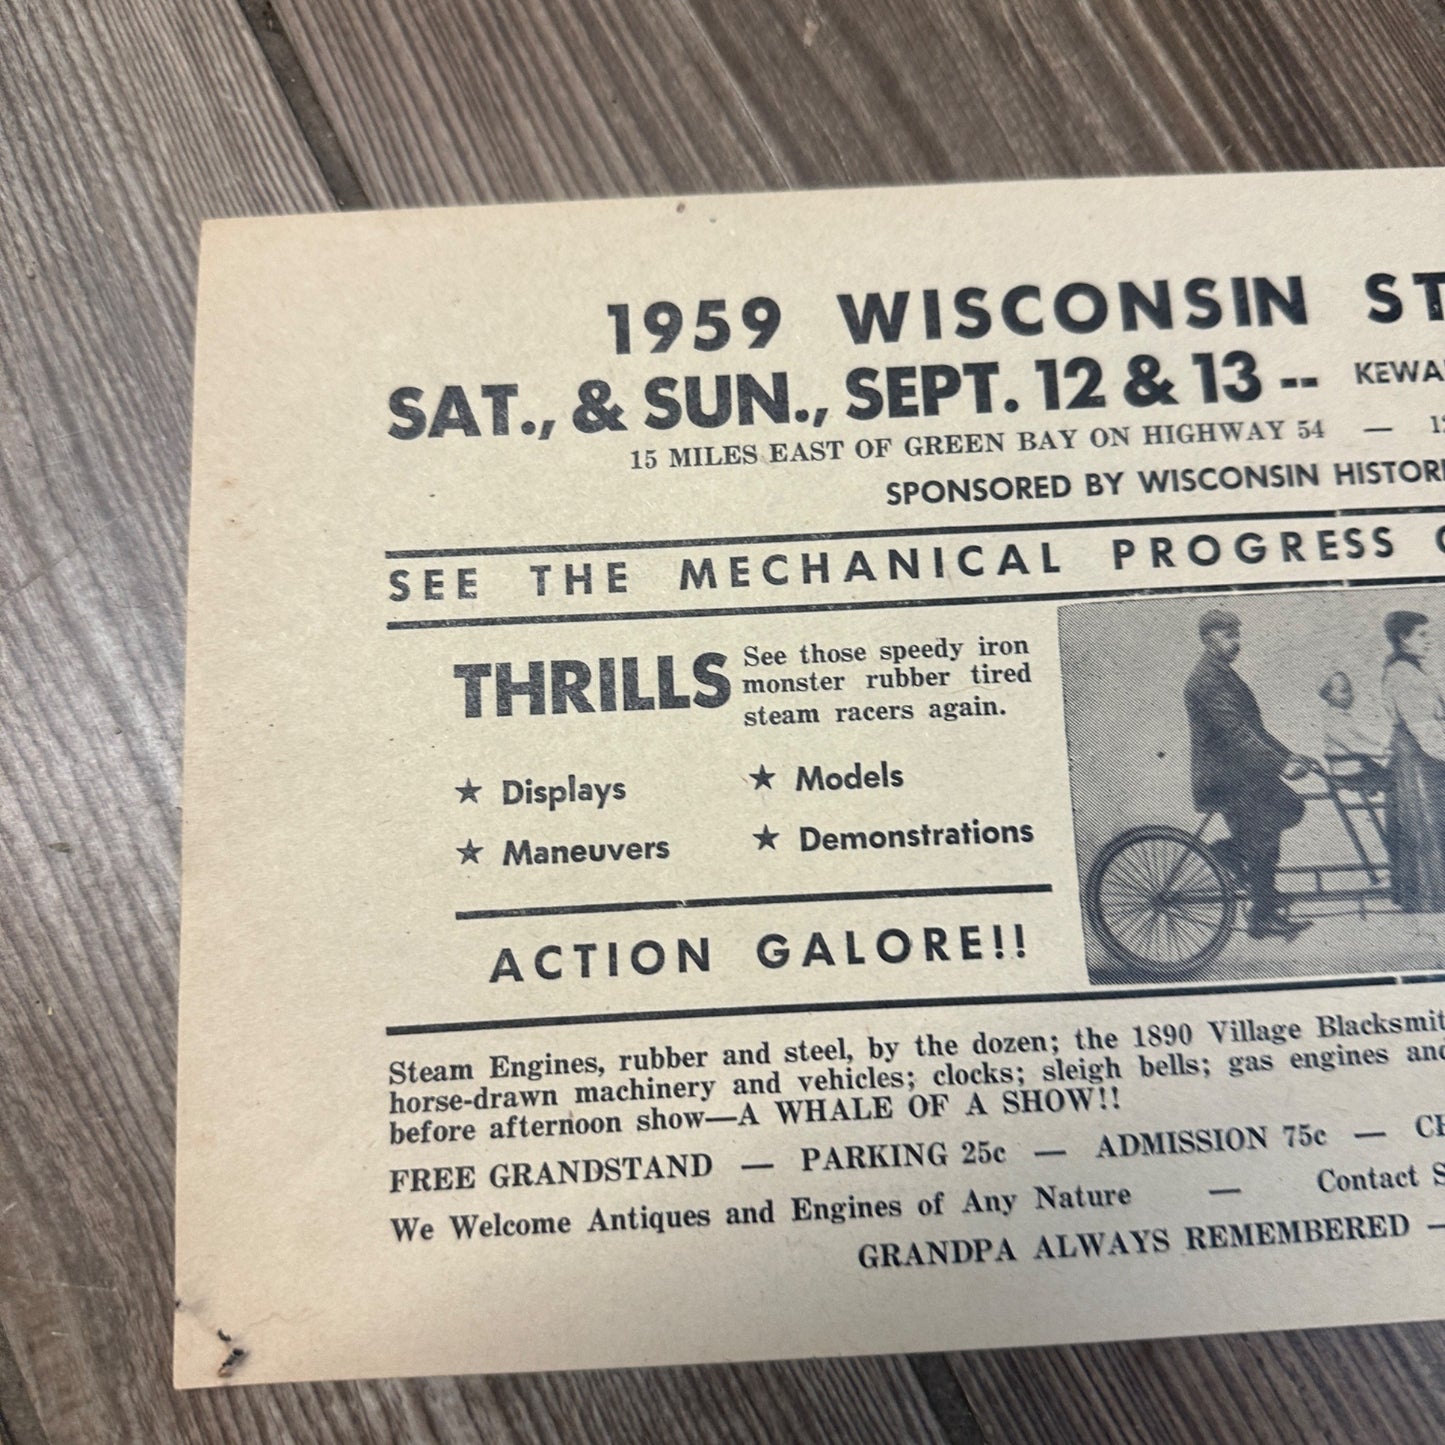 1959 WISCONSIN ST
SAT., & SUN., SEPT. 12 & 13 -- KEWA
15 MILES EAST OF GREEN BAY ON HIGHWAY 54 — 12
SPONSORED BY WISCONSIN HISTORI
SEE THE MECHANICAL PROGRESS
THRILLS
See those speedy iron
monster rubber tired
steam racers again.
★ Displays ★ Models
★ Maneuvers ★ Demonstrations
ACTION GALORE!!
Steam Engines, rubber and steel, by the dozen; the 1890 Village Blacksmit
horse-drawn machinery and vehicles; clocks; sleigh bells; gas engines and
before afternoon show—A WHALE OF A SHOW!!
FREE GRANDSTAND — PARKING 25c — ADMISSION 75c — CH
We Welcome Antiques and Engines of Any Nature — Contact S
GRANDPA ALWAYS REMEMBERED —